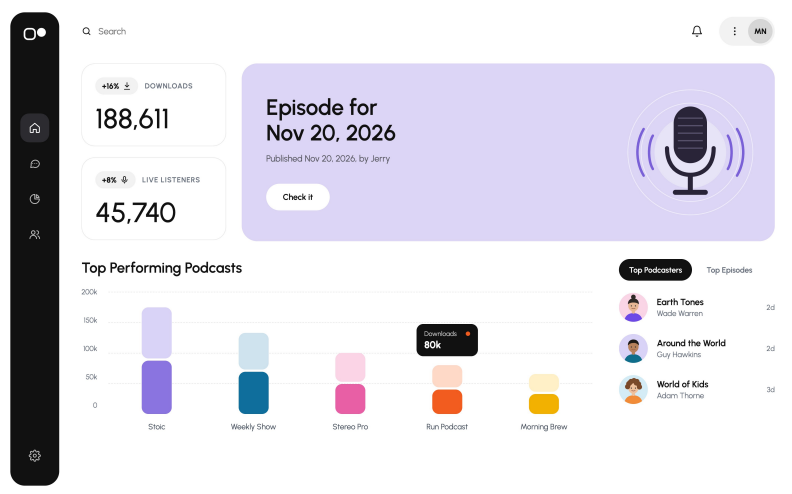 Search
MN
+16% DOWNLOADS
188,611
+8% LIVE LISTENERS
45,740
Episode for
Nov 20, 2026
Published Nov 20, 2026, by Jerry
Check it
Top Performing Podcasts
200k
150k
100k
50k
0
Downloads
80k
Stoic
Weekly Show
Stereo Pro
Run Podcast
Morning Brew
Top Podcasters
Top Episodes
Earth Tones
Wade Warren
2d
Around the World
Guy Hawkins
2d
World of Kids
Adam Thorne
3d